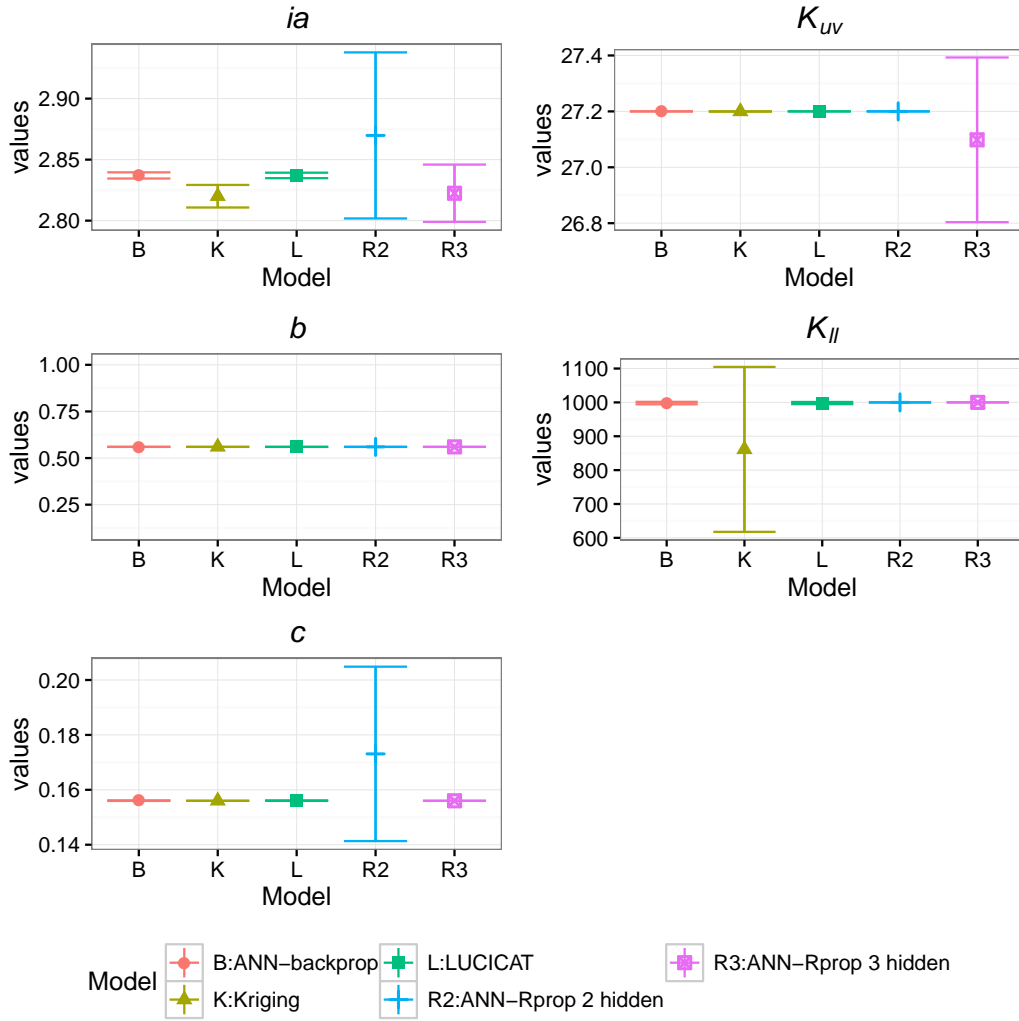 ia
values
2.90
2.85
2.80
B K L R2 R3
Model
K_uv
values
27.4
27.2
27.0
26.8
B K L R2 R3
Model
b
values
1.00
0.75
0.50
0.25
B K L R2 R3
Model
K_ll
values
1100
1000
900
800
700
600
B K L R2 R3
Model
c
values
0.20
0.18
0.16
0.14
B K L R2 R3
Model
Model
B:ANN−backprop
L:LUCICAT
R3:ANN−Rprop 3 hidden
K:Kriging
R2:ANN−Rprop 2 hidden